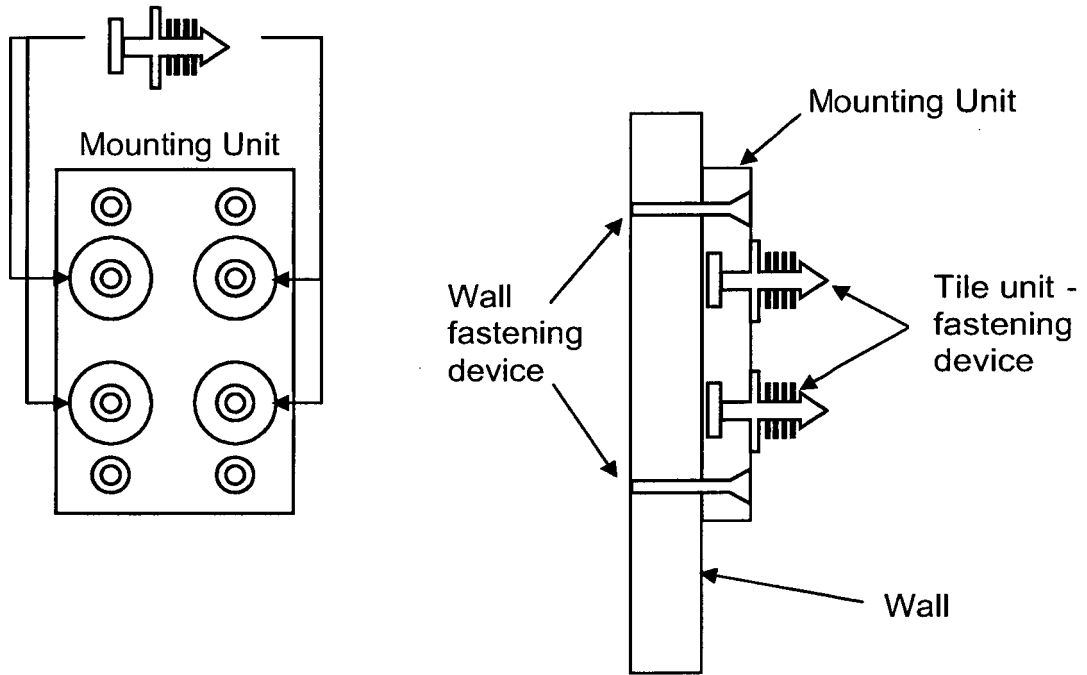 Mounting Unit
Mounting Unit
Wall
fastening
device
Tile unit -
fastening
device
Wall